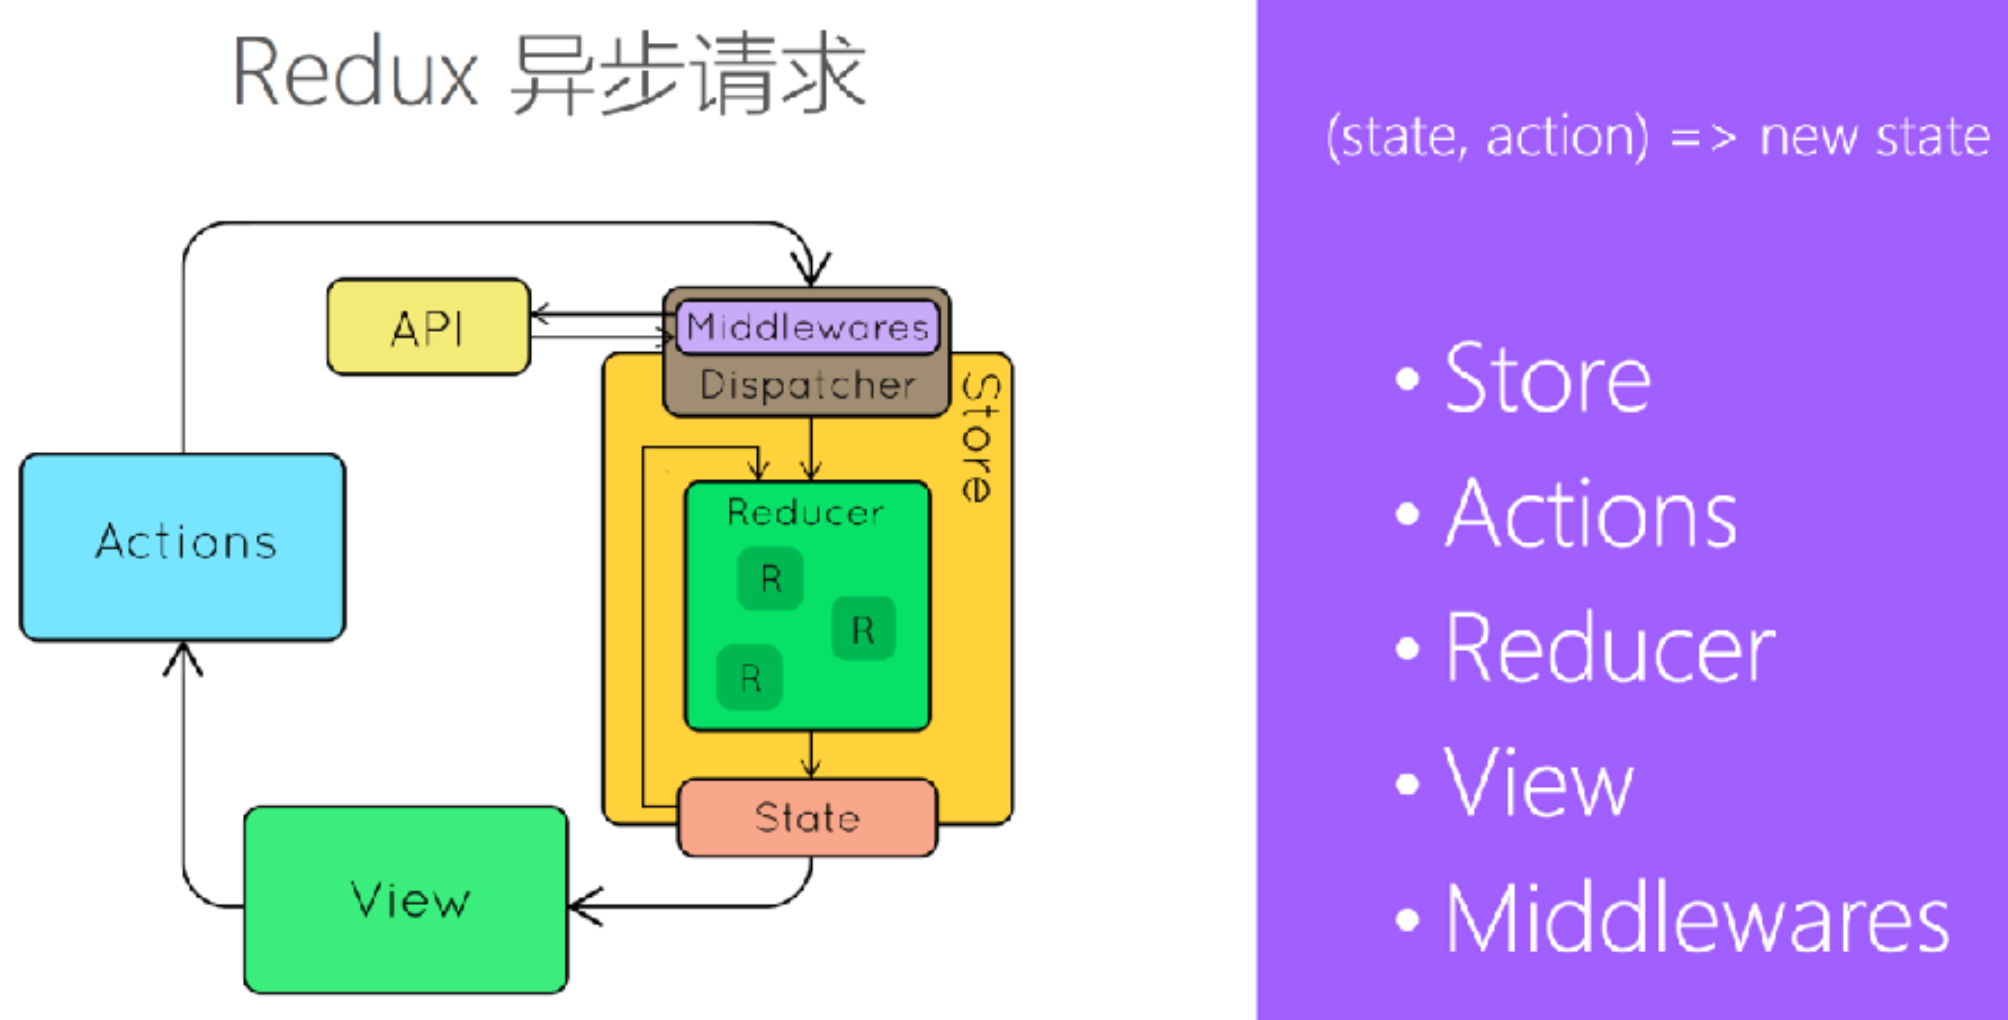 Redux 异步请求
API
Middlewares
Dispatcher
Store
Actions
Reducer
R
R
R
State
View
(state, action) => new state
• Store
• Actions
• Reducer
• View
• Middlewares